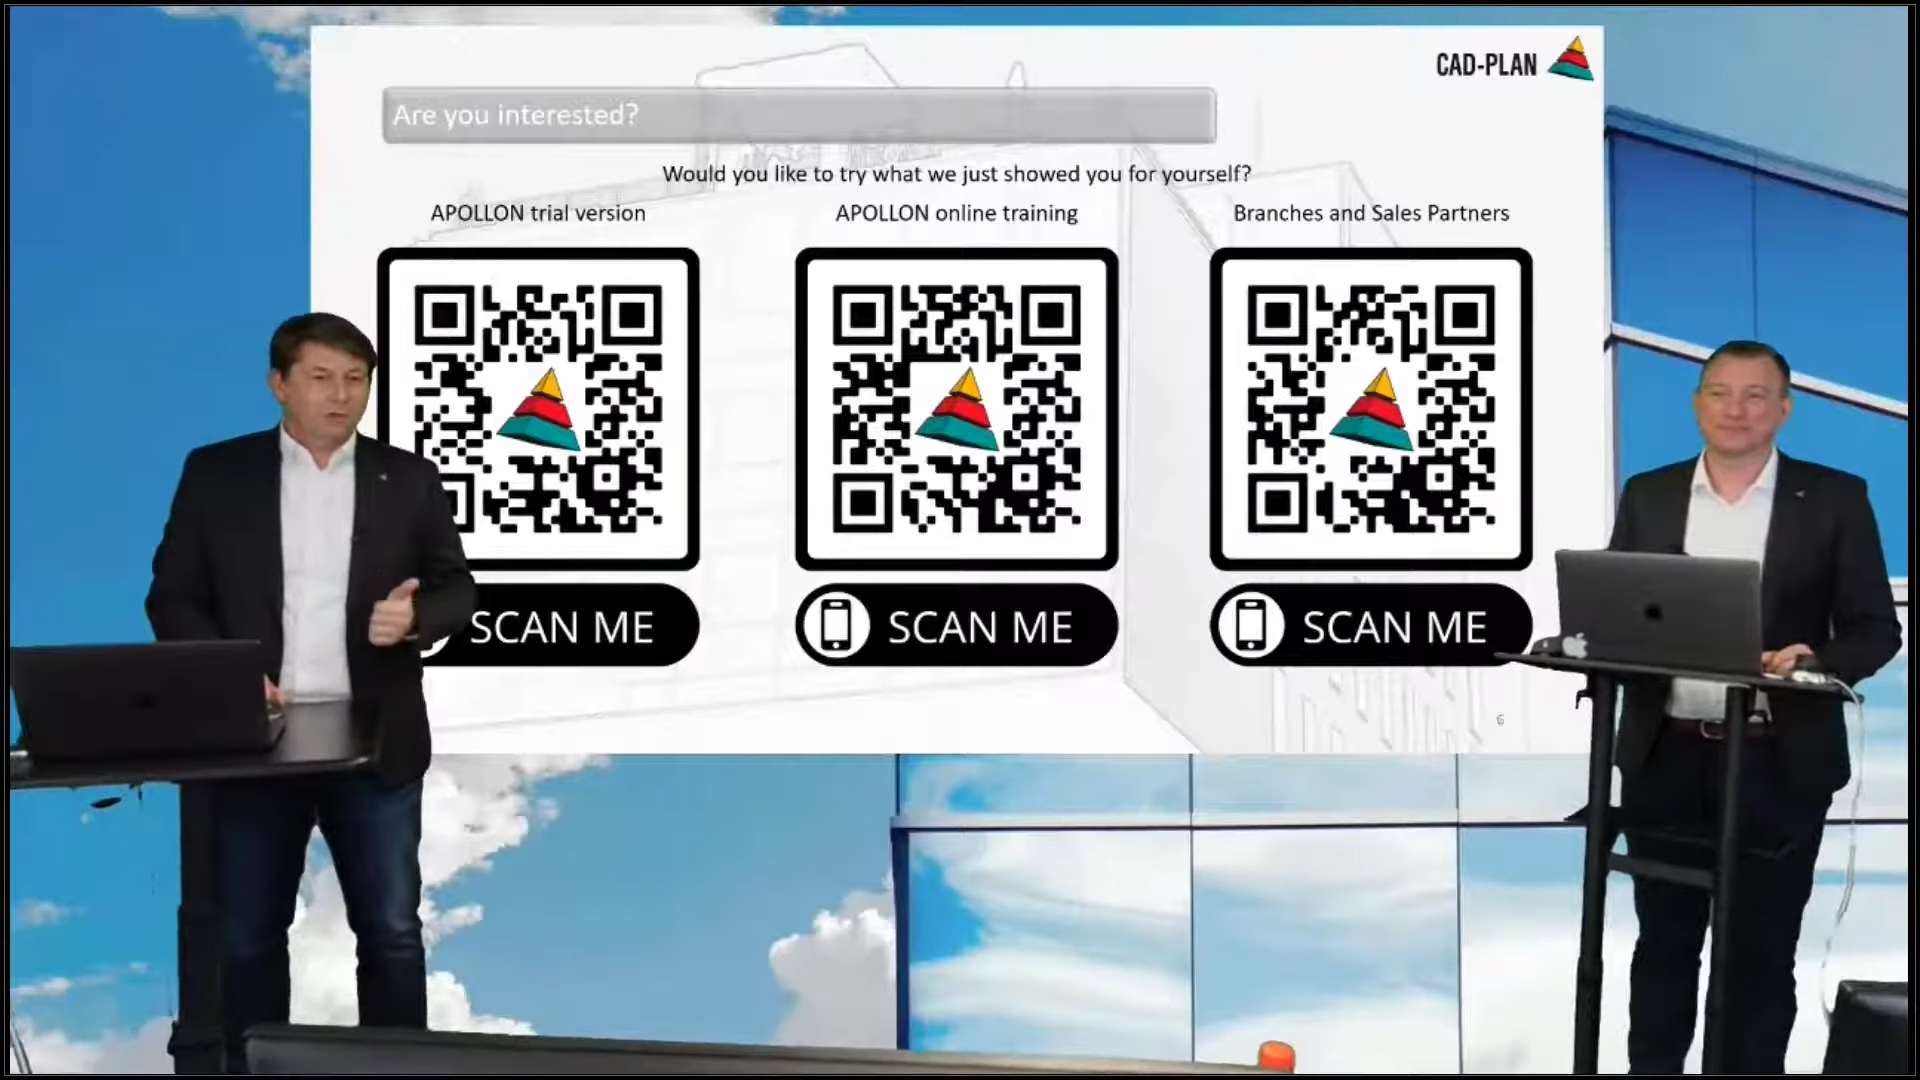 CAD-PLAN
Are you interested?
Would you like to try what we just showed you for yourself?
APOLLON trial version
APOLLON online training
Branches and Sales Partners
SCAN ME
SCAN ME
SCAN ME
6